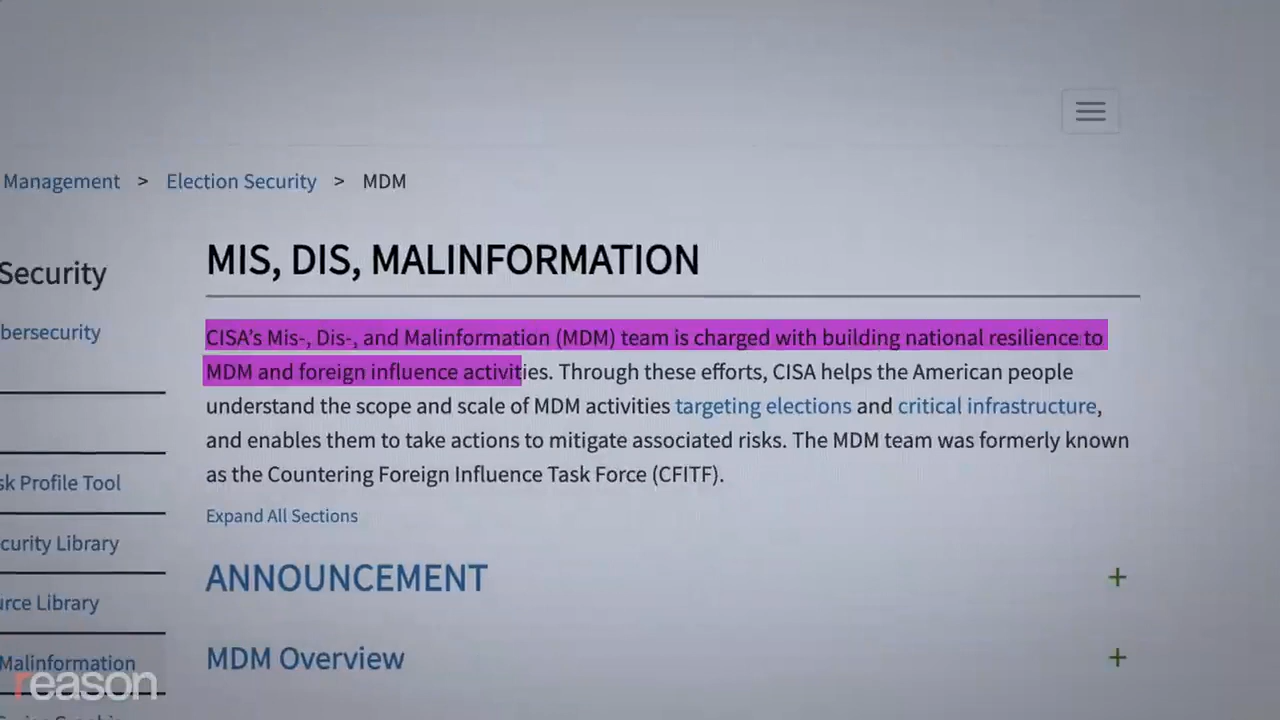 Management > Election Security > MDM
MIS, DIS, MALINFORMATION
Security
CISA's Mis-, Dis-, and Malinformation (MDM) team is charged with building national resilience to
MDM and foreign influence activities. Through these efforts, CISA helps the American people
understand the scope and scale of MDM activities targeting elections and critical infrastructure,
and enables them to take actions to mitigate associated risks. The MDM team was formerly known
as the Countering Foreign Influence Task Force (CFITF).
Expand All Sections
ANNOUNCEMENT +
MDM Overview +
bersecurity
sk Profile Tool
curity Library
urce Library
Malinformation
reason